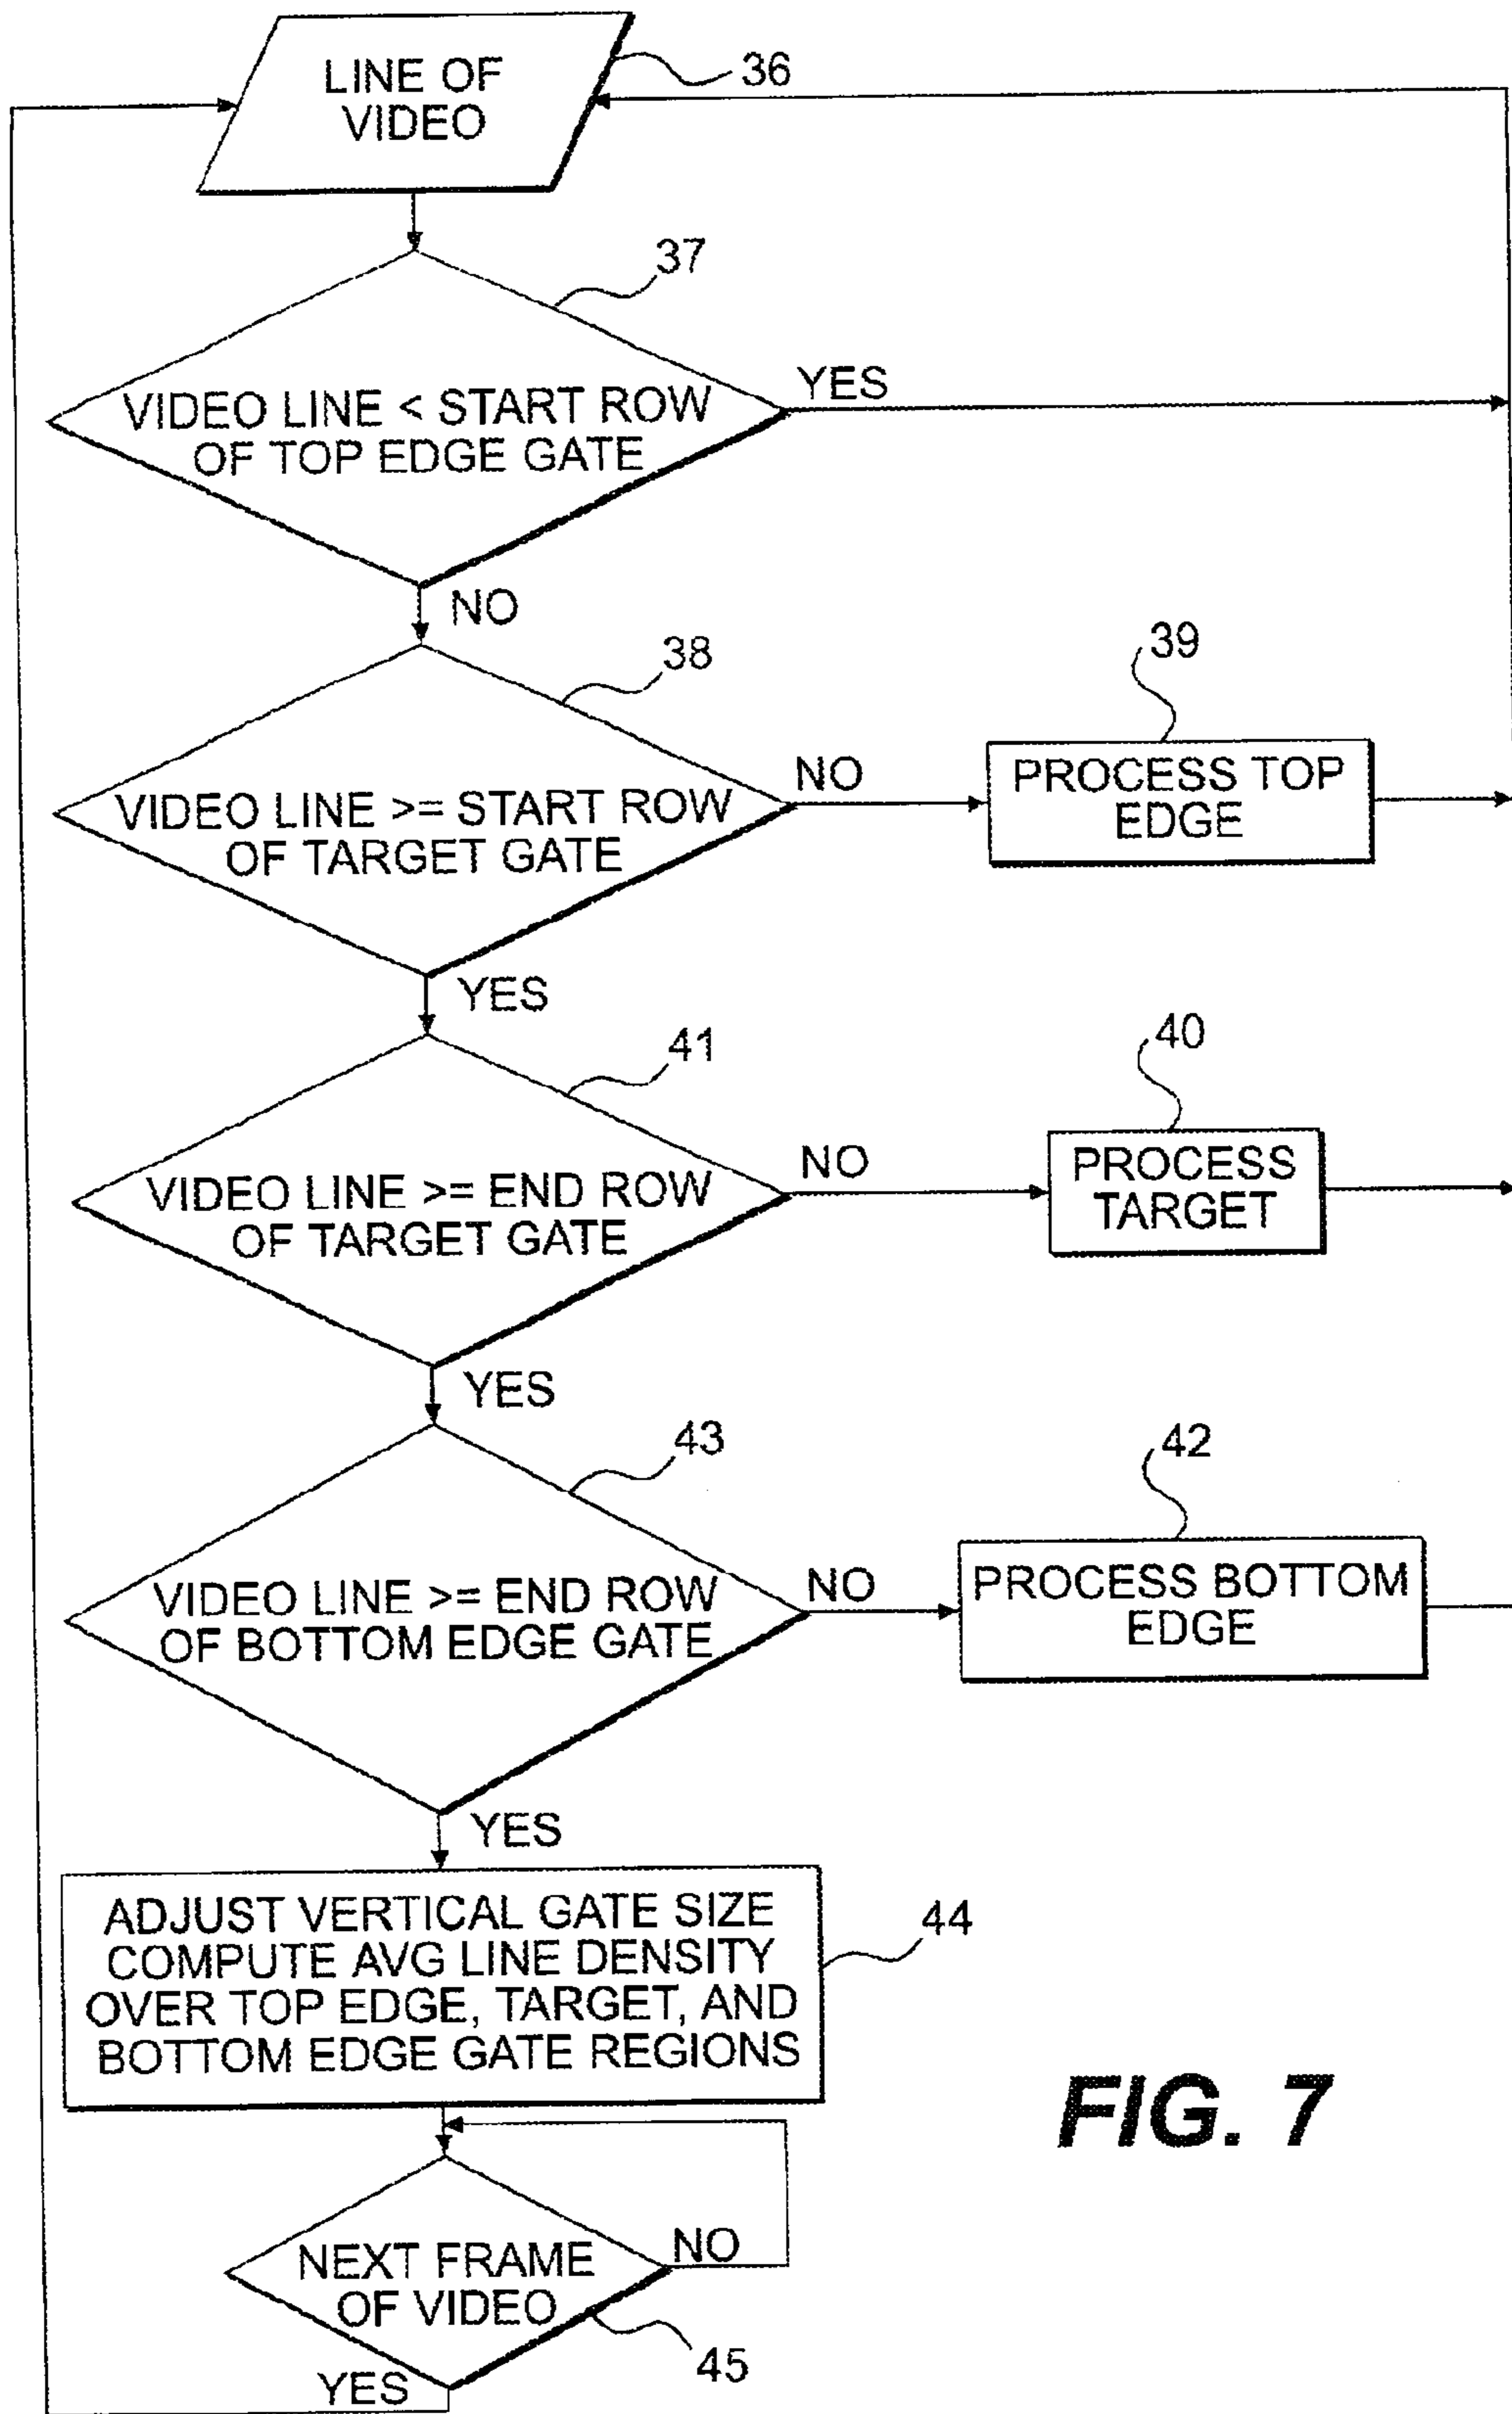 LINE OF
VIDEO
36
37
VIDEO LINE < START ROW
OF TOP EDGE GATE
YES
NO
38
VIDEO LINE >= START ROW
OF TARGET GATE
NO
39
PROCESS TOP
EDGE
YES
41
VIDEO LINE >= END ROW
OF TARGET GATE
NO
40
PROCESS
TARGET
YES
43
VIDEO LINE >= END ROW
OF BOTTOM EDGE GATE
NO
42
PROCESS BOTTOM
EDGE
YES
ADJUST VERTICAL GATE SIZE
COMPUTE AVG LINE DENSITY
OVER TOP EDGE, TARGET, AND
BOTTOM EDGE GATE REGIONS
44
NEXT FRAME
OF VIDEO
NO
45
YES
FIG. 7